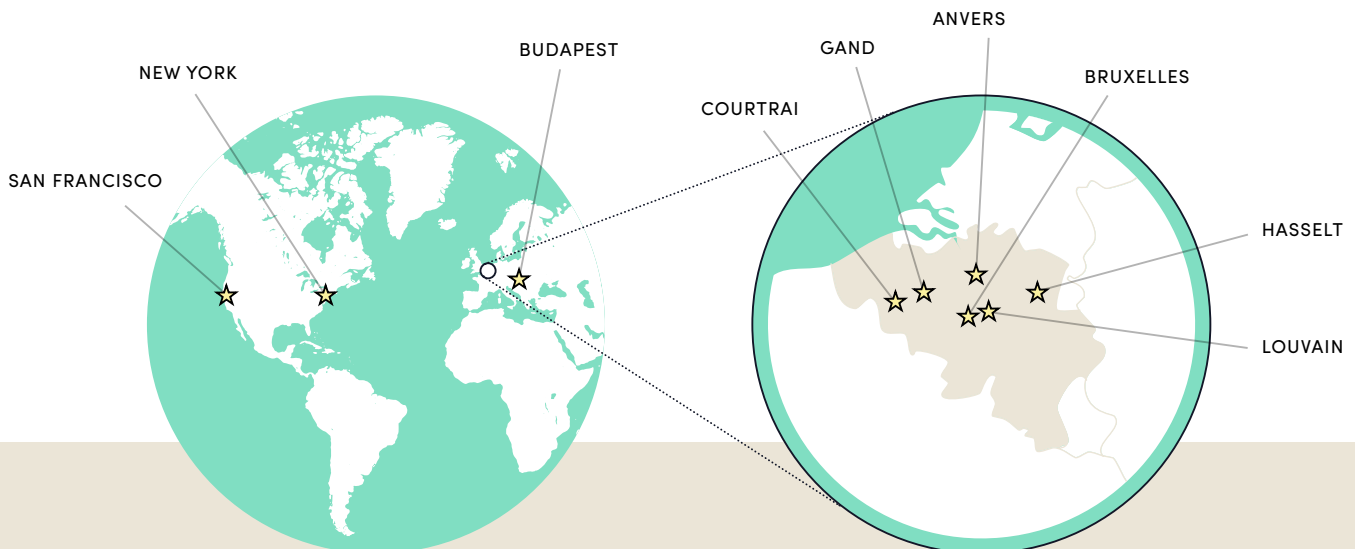 ANVERS
GAND
BUDAPEST
NEW YORK
BRUXELLES
COURTRAI
SAN FRANCISCO
HASSELT
LOUVAIN